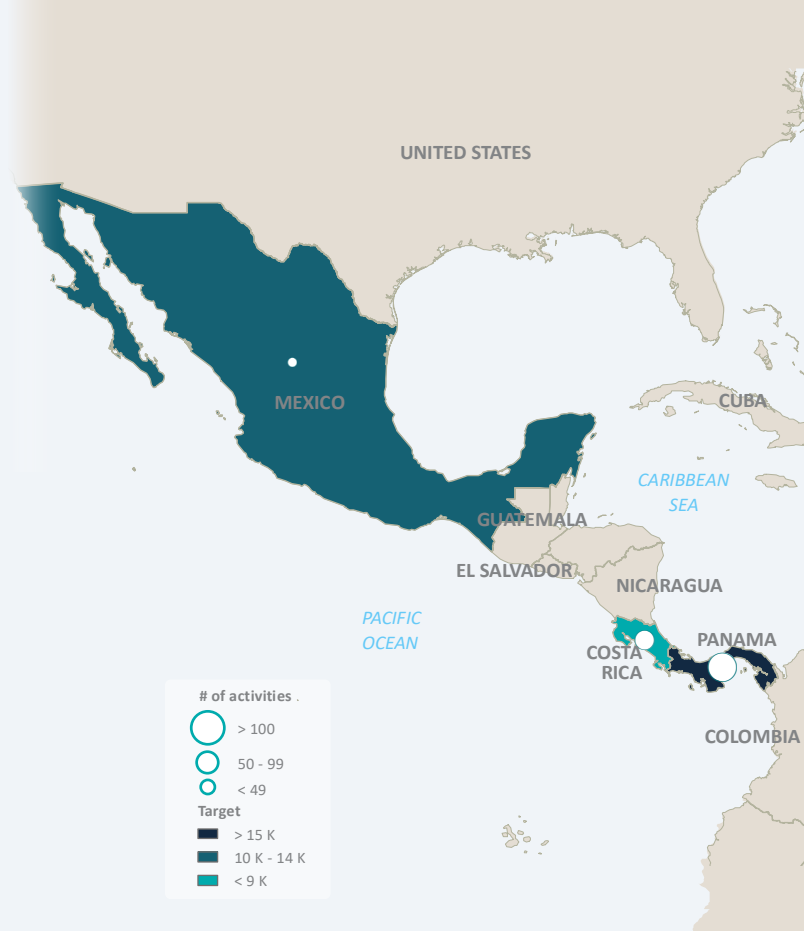 UNITED STATES
MEXICO
CUBA
CARIBBEAN
SEA
GUATEMALA
EL SALVADOR
NICARAGUA
PACIFIC
OCEAN
PANAMA
COSTA
RICA
COLOMBIA
# of activities .
> 100
50 - 99
< 49
Target
> 15 K
10 K - 14 K
< 9 K